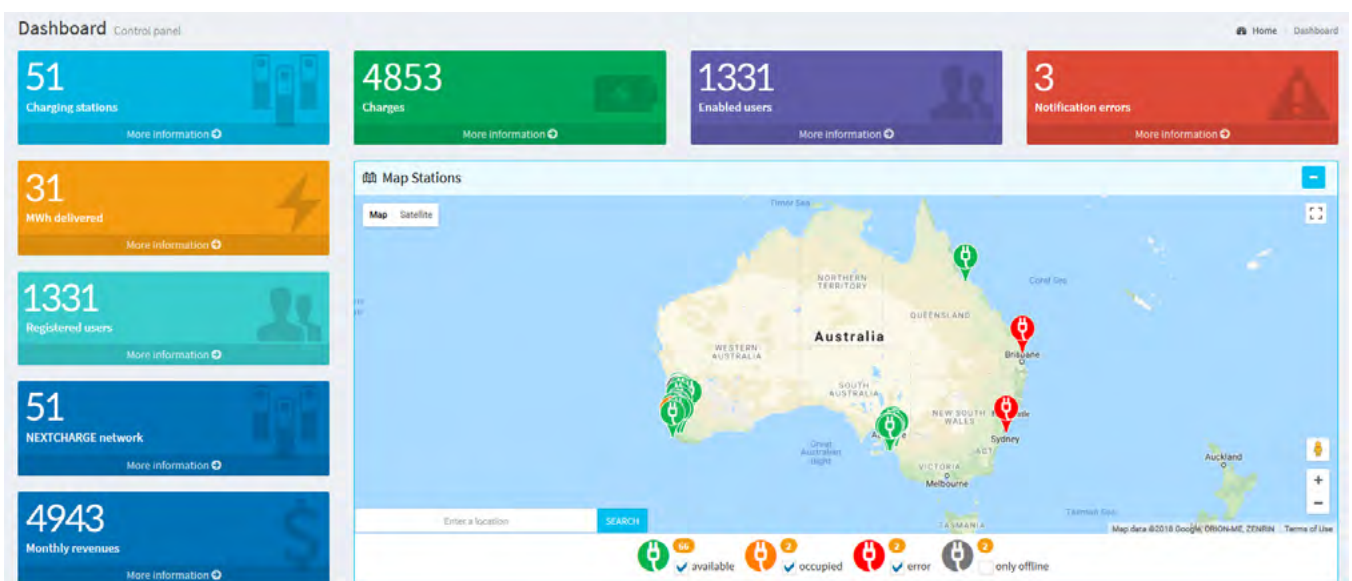 Dashboard Control panel
Home Dashboard
51
Charging stations
More information
4853
Charges
More information
1331
Enabled users
More information
3
Notification errors
More information
31
MWh delivered
More information
1331
Registered users
More information
51
NEXTCHARGE network
More information
4943
Monthly revenues
More information
Map Stations
Map Satellite
Timor Sea
NORTHERN
TERRITORY
Coral Sea
QUEENSLAND
Australia
WESTERN
AUSTRALIA
Brisbane
SOUTH
AUSTRALIA
NEW SOUTH
WALES
Sydney
Great
Australian
Bight
ACT
VICTORIA
Melbourne
Auckland
Tasman Sea
TASMANIA
Enter a location
SEARCH
Map data ©2018 Google, ORION-ME, ZENRIN Terms of Use
66
available
2
occupied
2
error
2
only offline